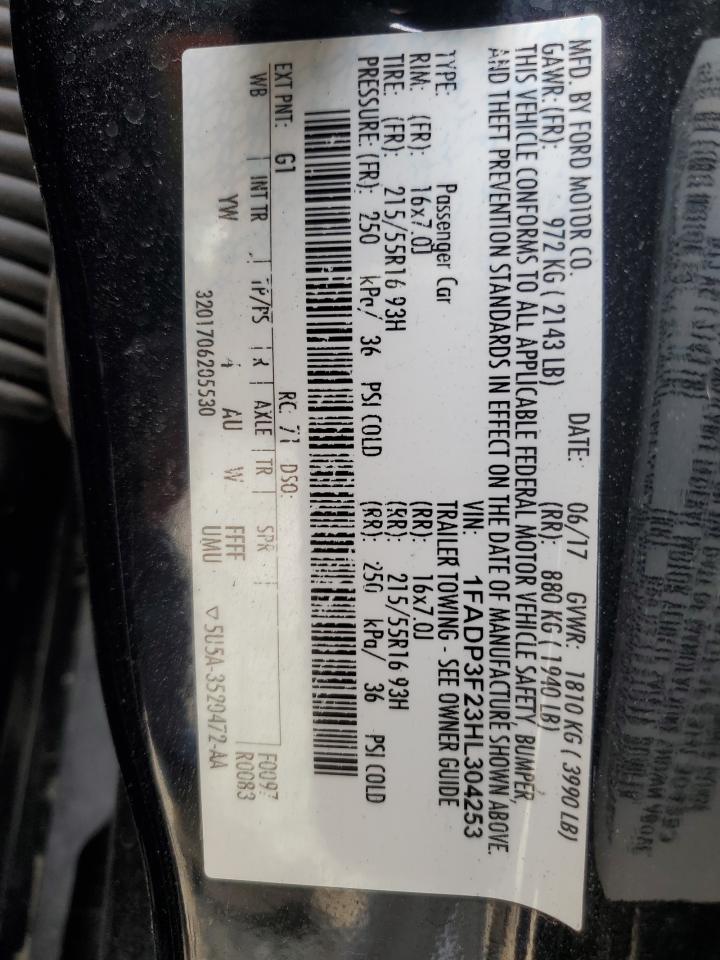 MFD. BY FORD MOTOR CO. DATE: 06/17 GVWR: 1810 KG ( 3990 LB)
GAWR: (FR): 972 KG ( 2143 LB) (RR): 880 KG ( 1940 LB)
THIS VEHICLE CONFORMS TO ALL APPLICABLE FEDERAL MOTOR VEHICLE SAFETY, BUMPER,
AND THEFT PREVENTION STANDARDS IN EFFECT ON THE DATE OF MANUFACTURE SHOWN ABOVE.
VIN: 1FADP3F23HL304253
TYPE: Passenger Car TRAILER TOWING - SEE OWNER GUIDE
RIM: (FR): 16x7.0J (RR): 16x7.0J
TIRE: (FR): 215/55R16 93H (RR): 215/55R16 93H
PRESSURE: (FR): 250 kPa/ 36 PSI COLD (RR): 250 kPa/ 36 PSI COLD
EXT PNT: G1 RC: 71 DSO:
WB INT TR TP/PS R AXLE TR SPR F0097
YW 4 AU W FFFF R0083
3201706205530 UMU ▽5U5A-3520472-AA